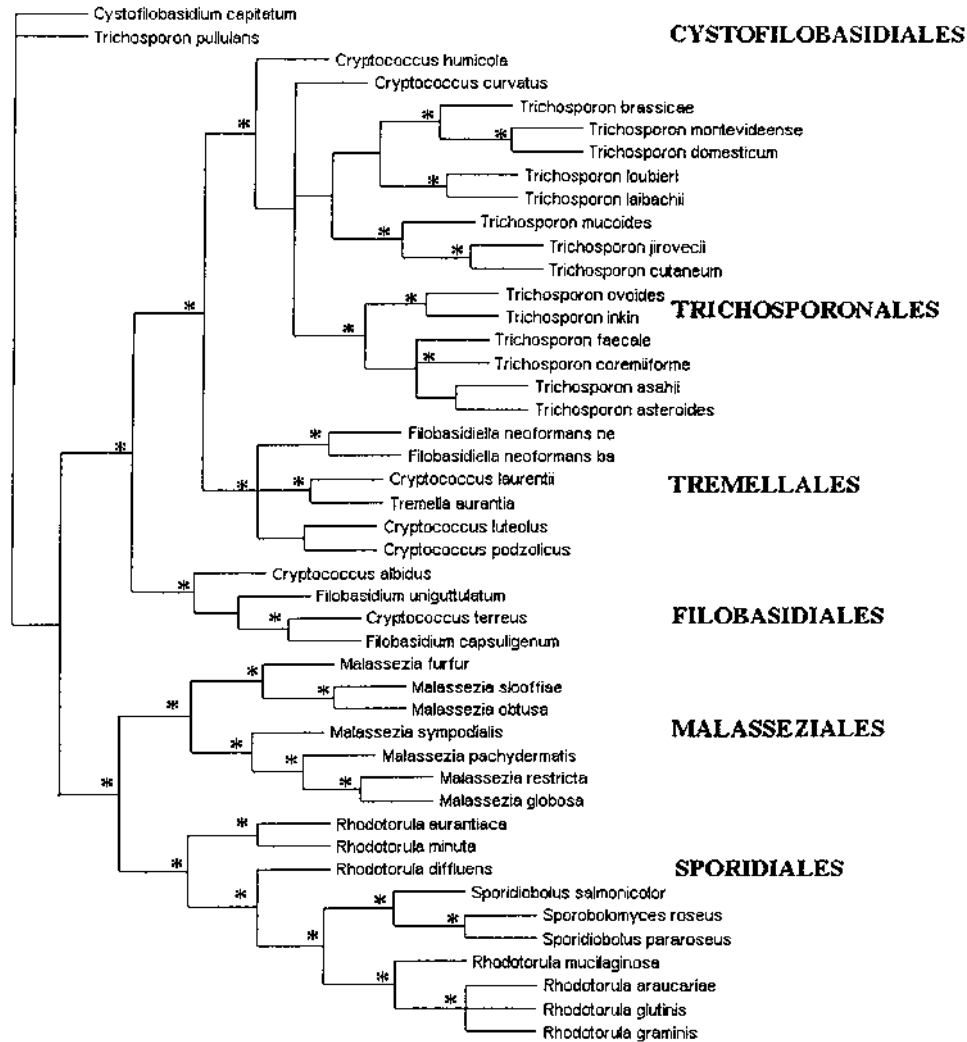 Cystofilobasidium capitatum
Trichosporon pullulans
CYSTOFILOBASIDIALES
Cryptococcus humicola
Cryptococcus curvatus
Trichosporon brassicae
Trichosporon montevideense
Trichosporon domesticum
Trichosporon loubieri
Trichosporon laibachii
Trichosporon mucoides
Trichosporon jirovecii
Trichosporon cutaneum
Trichosporon ovoides
TRICHOSPORONALES
Trichosporon inkin
Trichosporon faecale
Trichosporon coremiiforme
Trichosporon asahii
Trichosporon asteroides
Filobasidiella neoformans ne
Filobasidiella neoformans ba
Cryptococcus laurentii
TREMELLALES
Tremella aurantia
Cryptococcus luteolus
Cryptococcus podzolicus
Cryptococcus albidus
Filobasidium uniguttulatum
Cryptococcus terreus
FILOBASIDIALES
Filobasidium capsuligenum
Malassezia furfur
Malassezia slooffiae
Malassezia obtusa
Malassezia sympodialis
MALASSEZIALES
Malassezia pachydermatis
Malassezia restricta
Malassezia globosa
Rhodotorula aurantiaca
Rhodotorula minuta
Rhodotorula diffluens
SPORIDIALES
Sporidiobolus salmonicolor
Sporobolomyces roseus
Sporidiobolus pararoseus
Rhodotorula mucilaginosa
Rhodotorula araucariae
Rhodotorula glutinis
Rhodotorula graminis